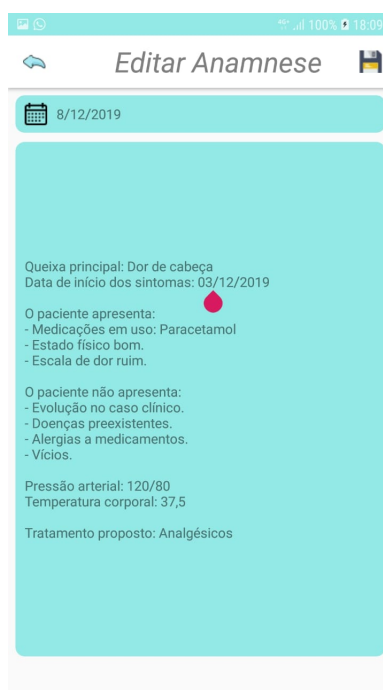 100% 18:09
Editar Anamnese
8/12/2019
Queixa principal: Dor de cabeça
Data de início dos sintomas: 03/12/2019
O paciente apresenta:
- Medicações em uso: Paracetamol
- Estado físico bom.
- Escala de dor ruim.
O paciente não apresenta:
- Evolução no caso clínico.
- Doenças preexistentes.
- Alergias a medicamentos.
- Vícios.
Pressão arterial: 120/80
Temperatura corporal: 37,5
Tratamento proposto: Analgésicos